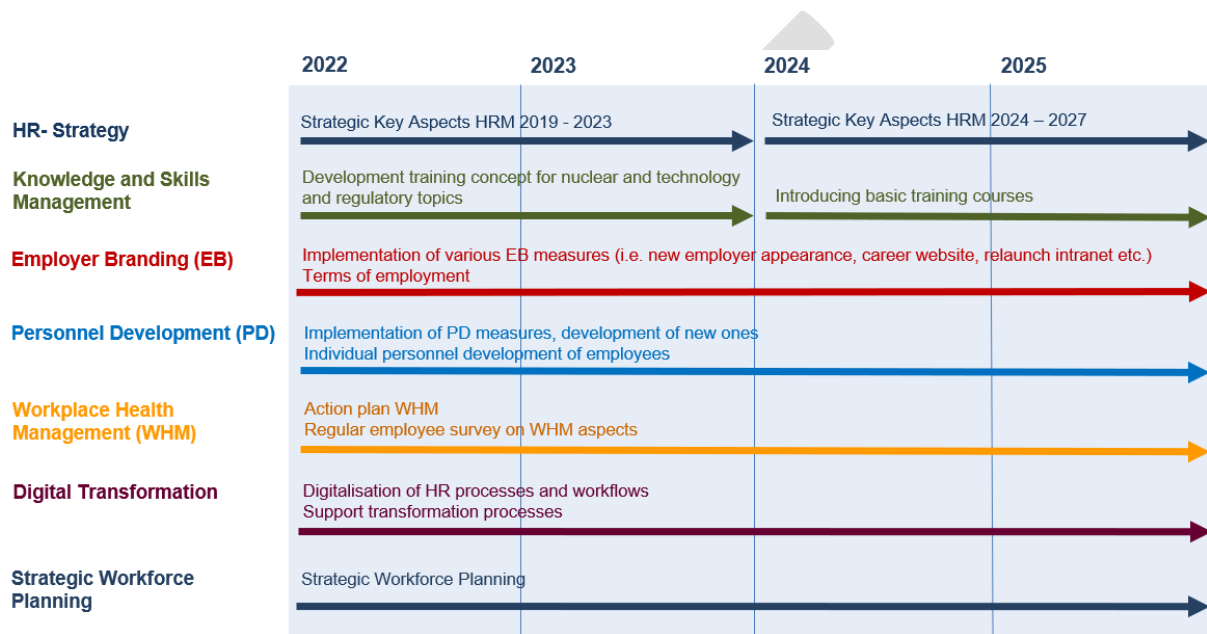 2022 2023 2024 2025
HR- Strategy
Strategic Key Aspects HRM 2019 - 2023
Strategic Key Aspects HRM 2024 – 2027
Knowledge and Skills
Management
Development training concept for nuclear and technology
and regulatory topics
Introducing basic training courses
Employer Branding (EB)
Implementation of various EB measures (i.e. new employer appearance, career website, relaunch intranet etc.)
Terms of employment
Personnel Development (PD)
Implementation of PD measures, development of new ones
Individual personnel development of employees
Workplace Health
Management (WHM)
Action plan WHM
Regular employee survey on WHM aspects
Digital Transformation
Digitalisation of HR processes and workflows
Support transformation processes
Strategic Workforce
Planning
Strategic Workforce Planning